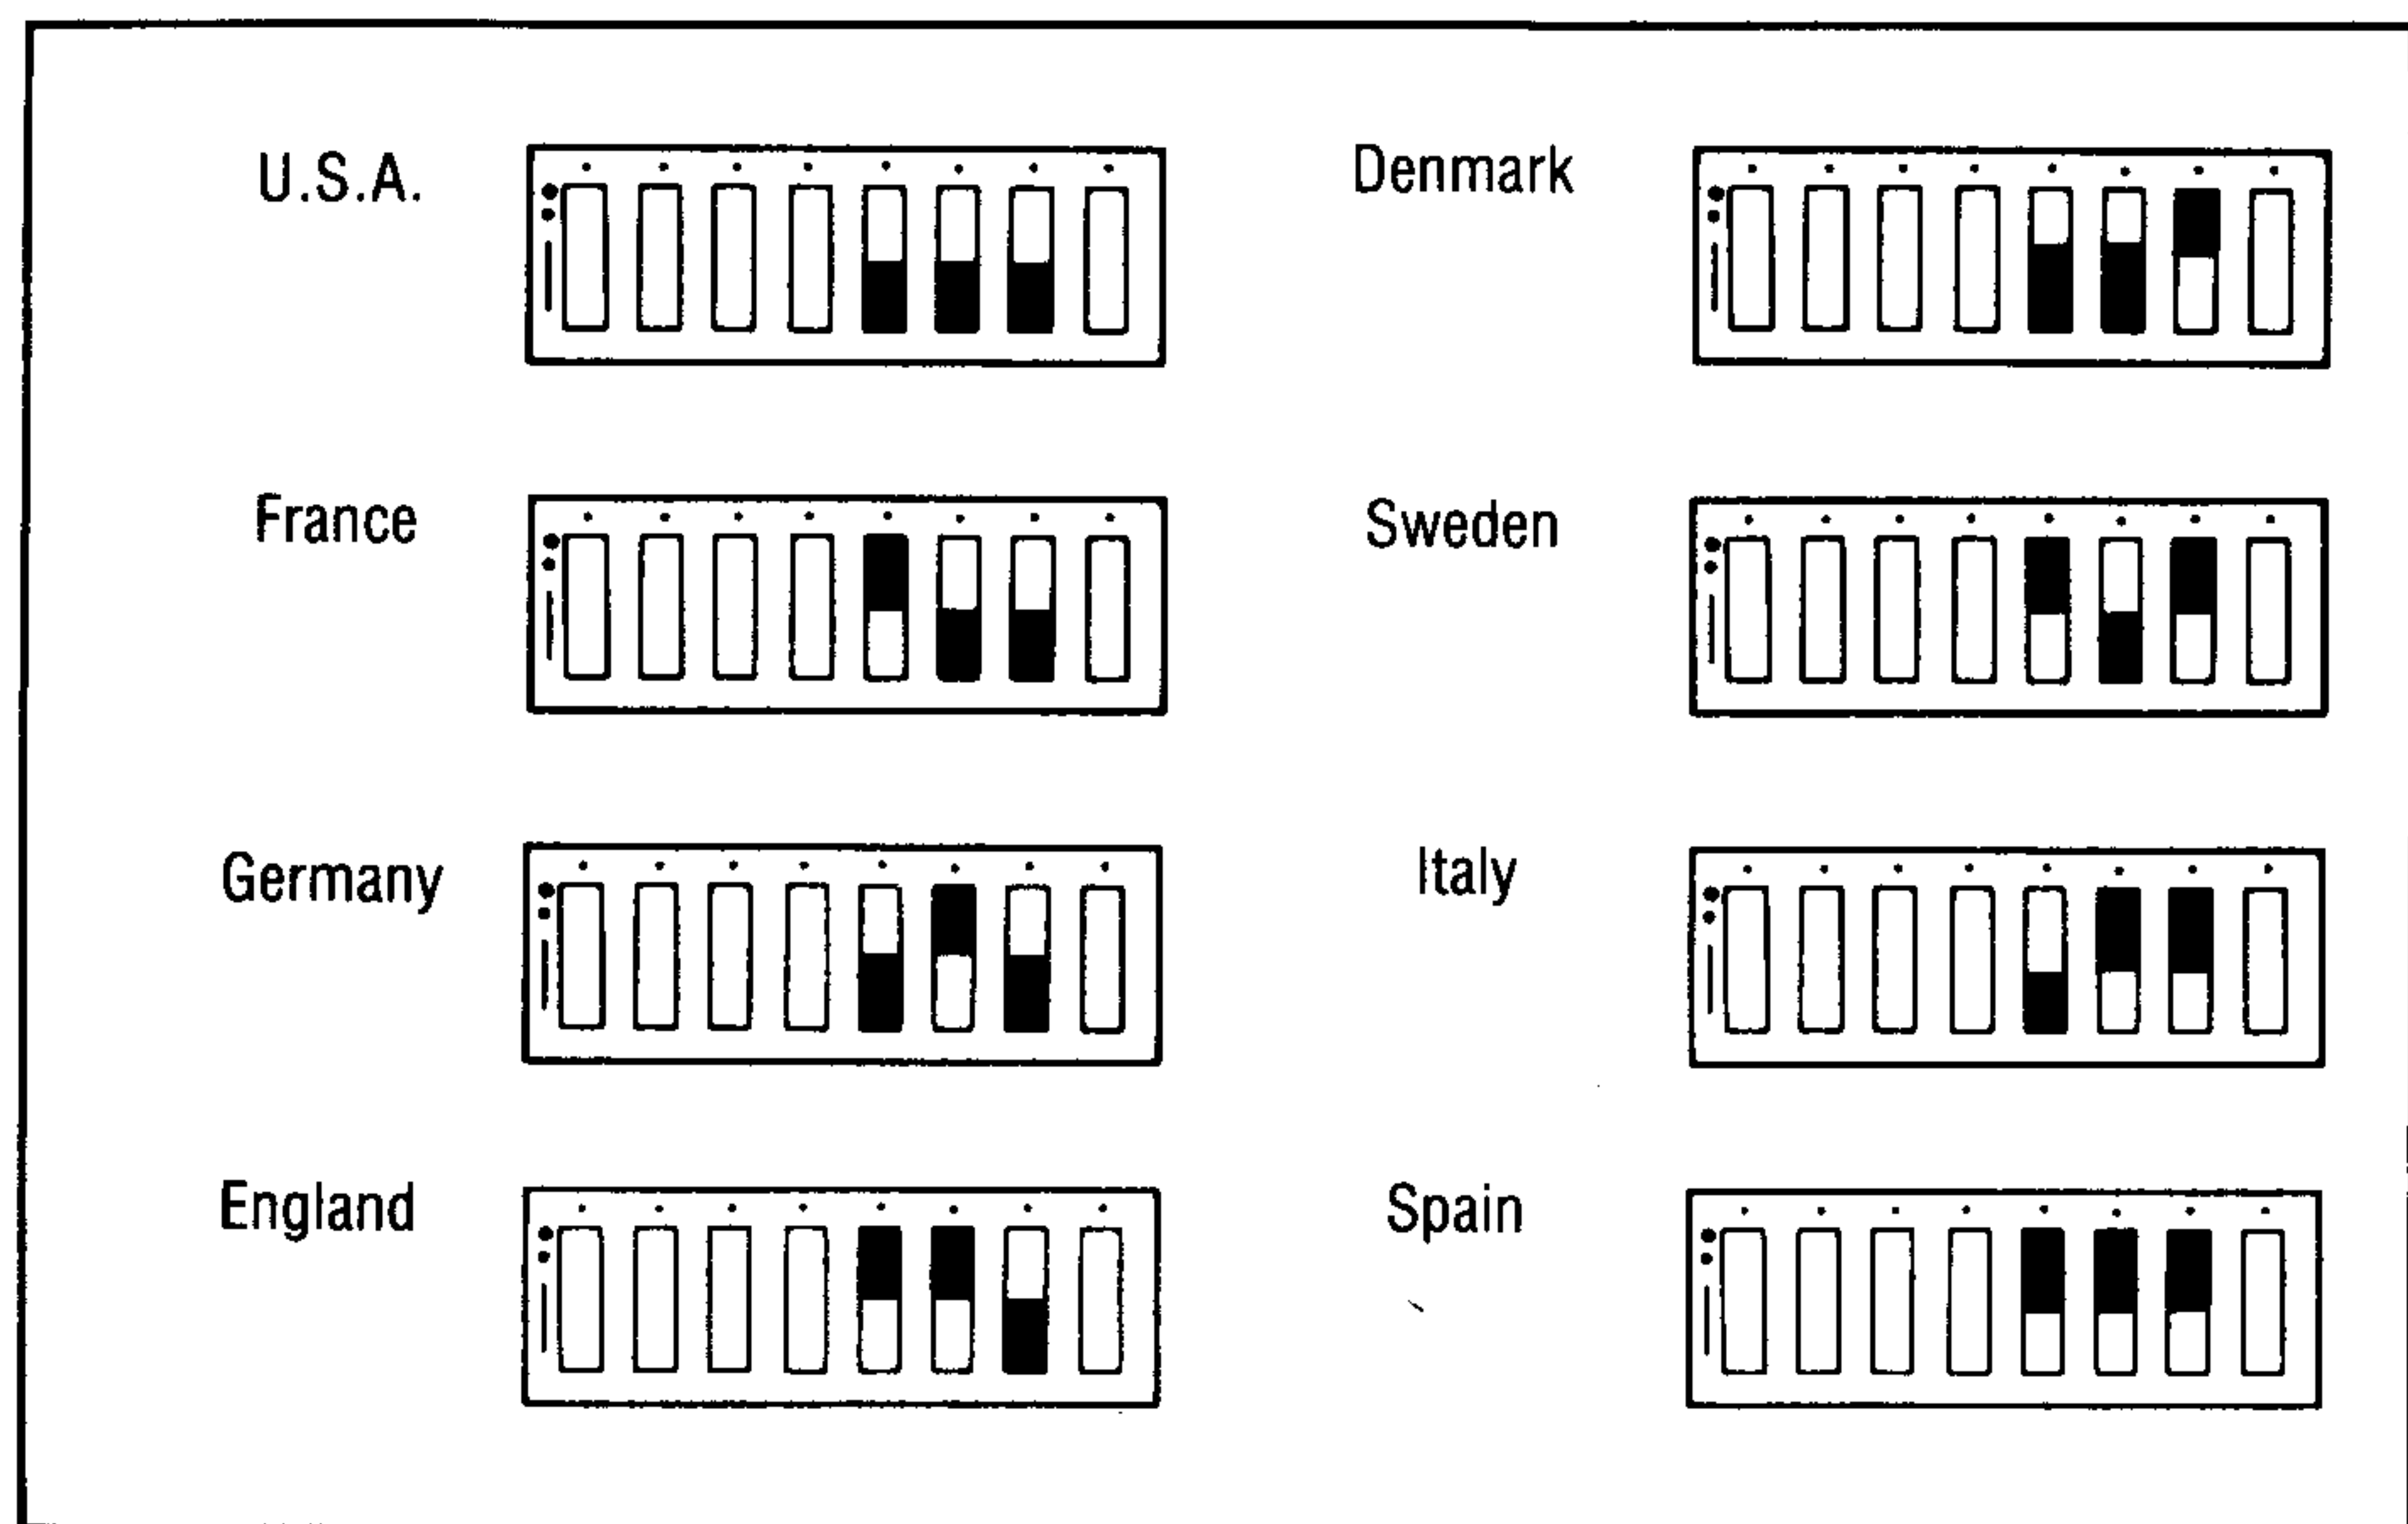 U.S.A.
Denmark
France
Sweden
Germany
Italy
England
Spain